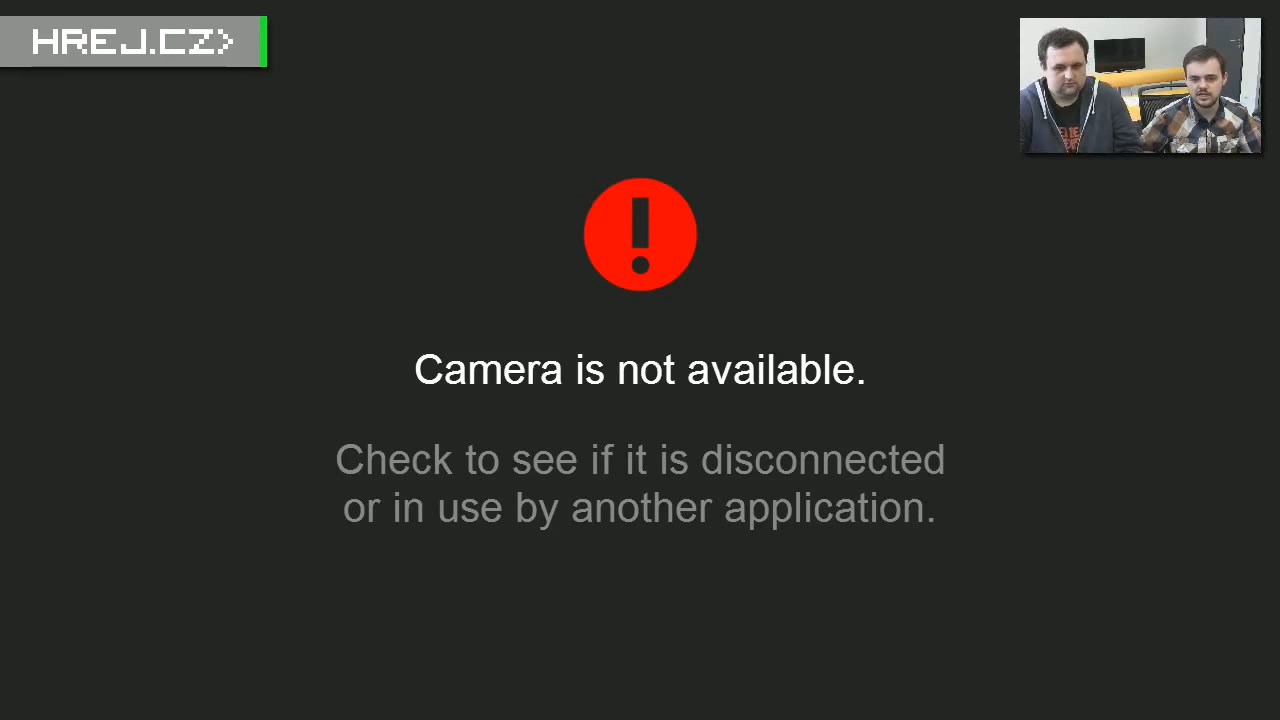 HREJ.CZ>
Camera is not available.
Check to see if it is disconnected
or in use by another application.